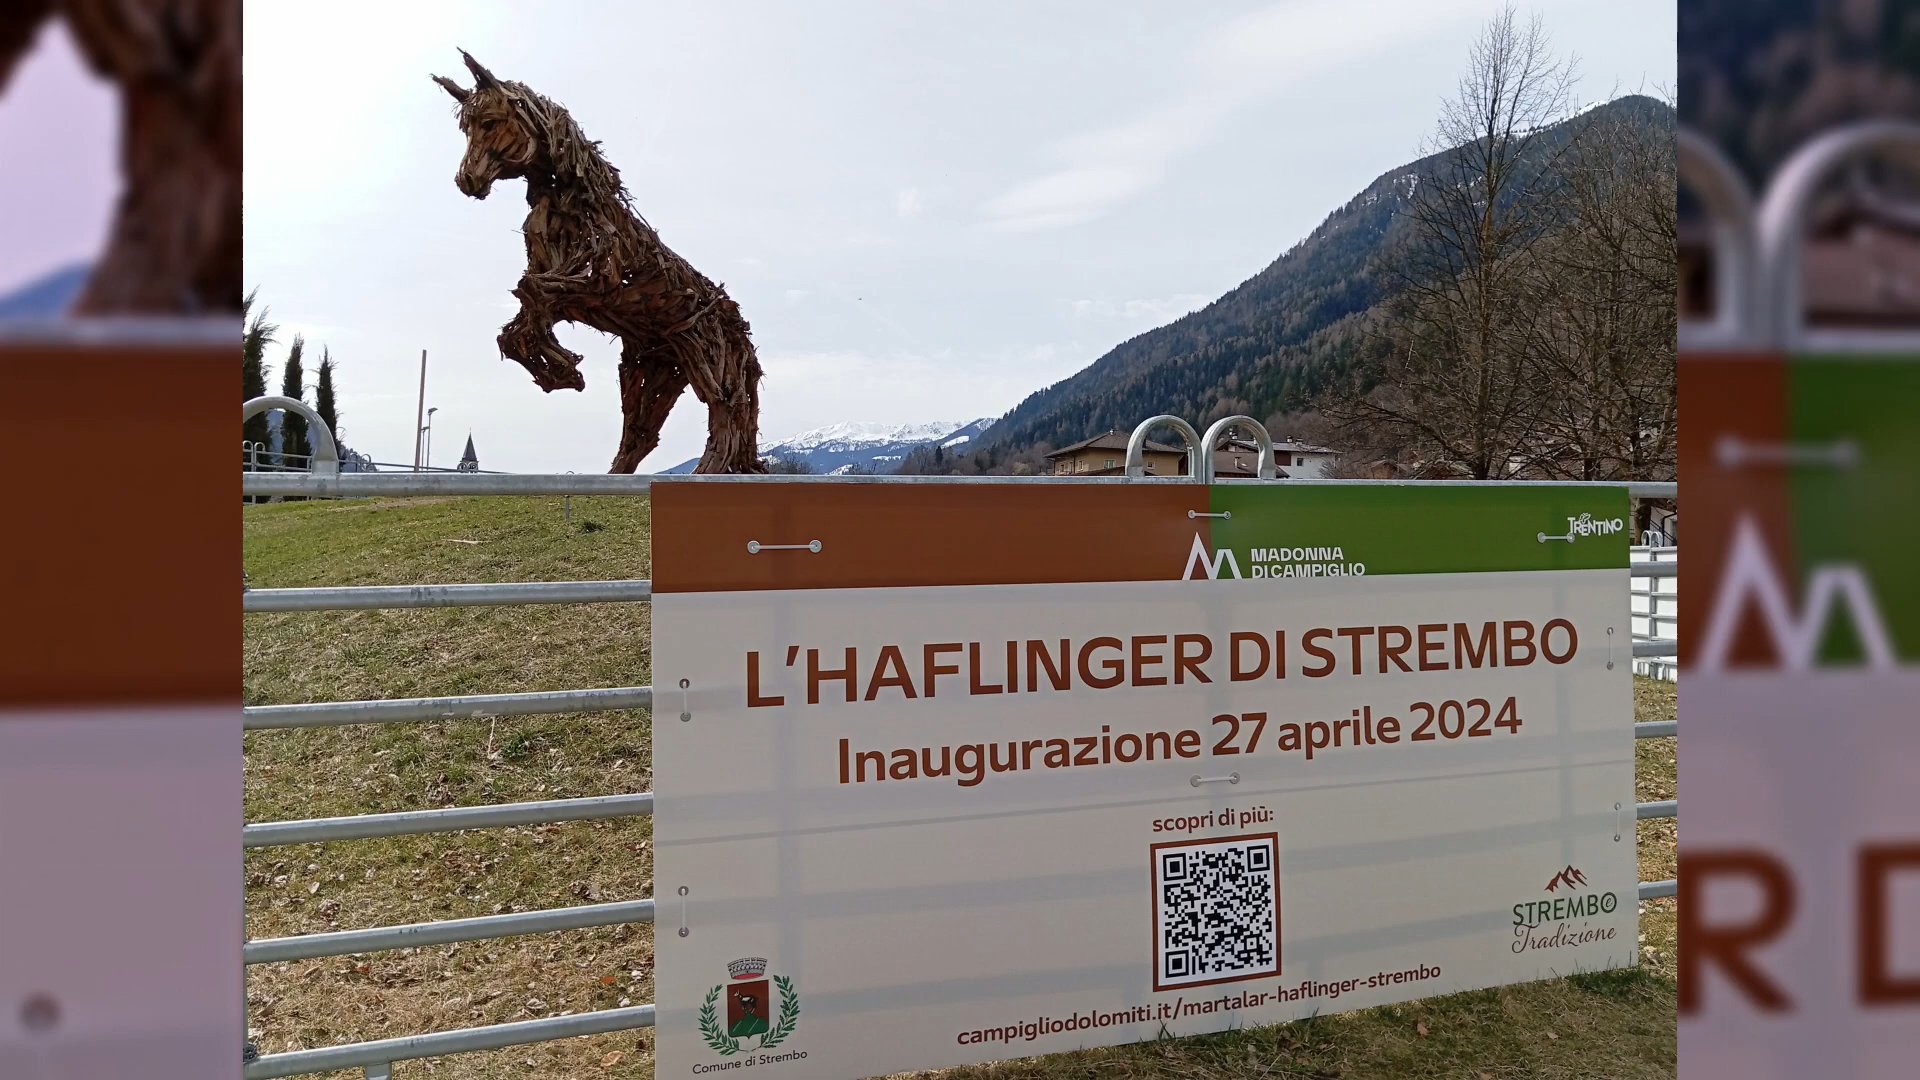 TRENTINO
MADONNA
DI CAMPIGLIO
L'HAFLINGER DI STREMBO
Inaugurazione 27 aprile 2024
scopri di più:
STREMBO
Tradizione
campigliodolomiti.it/martalar-haflinger-strembo
Comune di Strembo